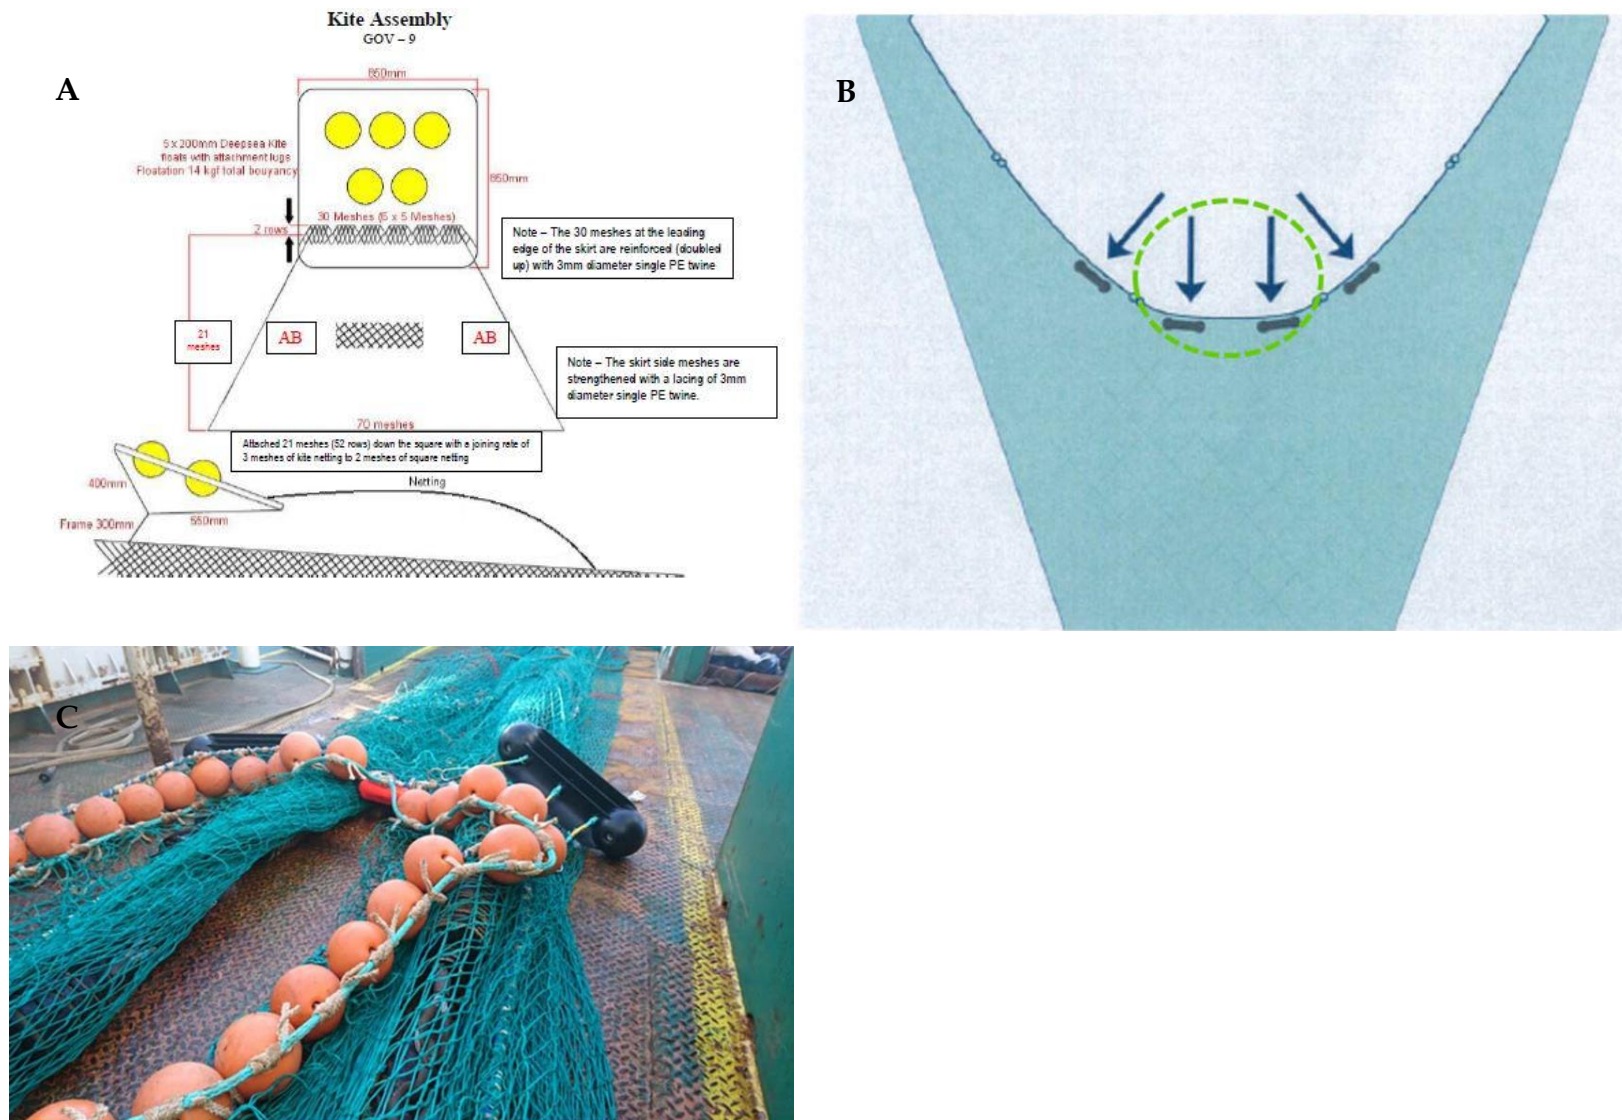 Kite Assembly
GOV – 9
A
B
850mm
5 x 200mm Deepsea Kite
floats with attachment lugs
Floatation 14 kgf total bouyancy
850mm
30 Meshes (6 x 5 Meshes)
2 rows
Note – The 30 meshes at the leading
edge of the skirt are reinforced (doubled
up) with 3mm diameter single PE twine
21
meshes
AB
AB
Note – The skirt side meshes are
strengthened with a lacing of 3mm
diameter single PE twine.
70 meshes
Attached 21 meshes (52 rows) down the square with a joining rate of
3 meshes of kite netting to 2 meshes of square netting
Netting
400mm
550mm
Frame 300mm
C